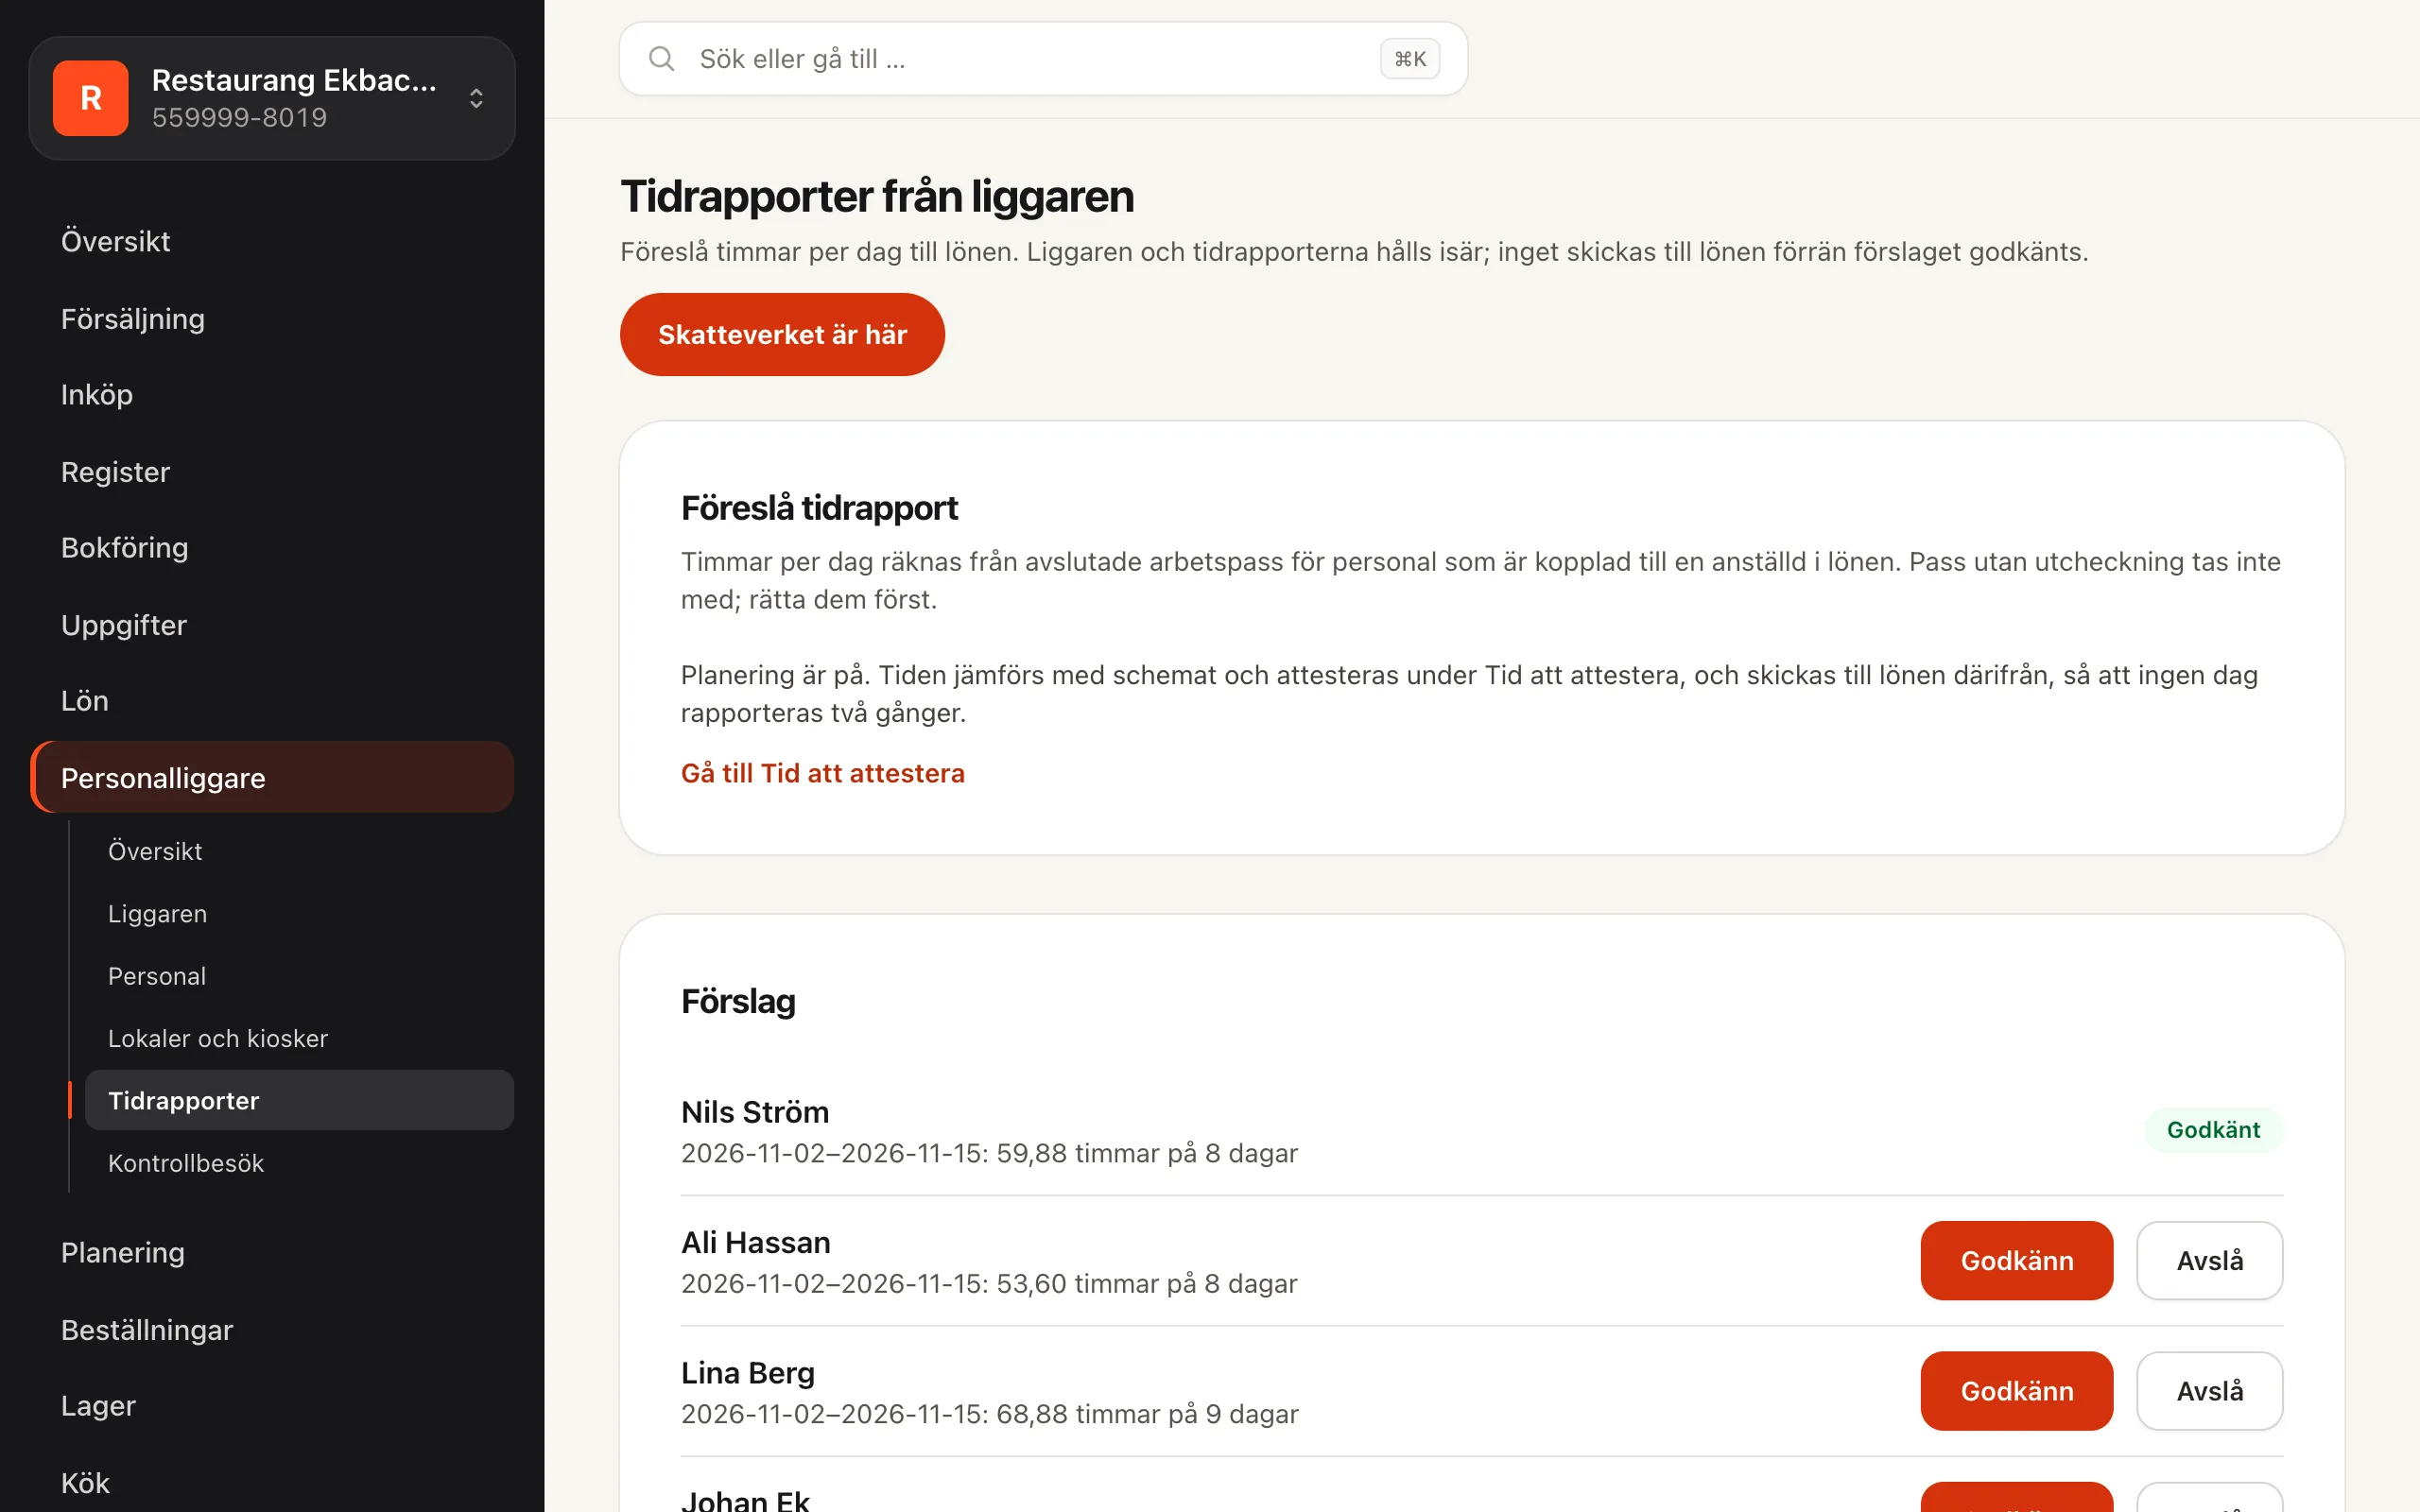 R
Restaurang Ekbac...
559999-8019
Översikt
Försäljning
Inköp
Register
Bokföring
Uppgifter
Lön
Personalliggare
Översikt
Liggaren
Personal
Lokaler och kiosker
Tidrapporter
Kontrollbesök
Planering
Beställningar
Lager
Kök
Sök eller gå till ...
⌘K
Tidrapporter från liggaren
Föreslå timmar per dag till lönen. Liggaren och tidrapporterna hålls isär; inget skickas till lönen förrän förslaget godkänts.
Skatteverket är här
Föreslå tidrapport
Timmar per dag räknas från avslutade arbetspass för personal som är kopplad till en anställd i lönen. Pass utan utcheckning tas inte
med; rätta dem först.
Planering är på. Tiden jämförs med schemat och attesteras under Tid att attestera, och skickas till lönen därifrån, så att ingen dag
rapporteras två gånger.
Gå till Tid att attestera
Förslag
Nils Ström
2026-11-02–2026-11-15: 59,88 timmar på 8 dagar
Godkänt
Ali Hassan
2026-11-02–2026-11-15: 53,60 timmar på 8 dagar
Godkänn
Avslå
Lina Berg
2026-11-02–2026-11-15: 68,88 timmar på 9 dagar
Godkänn
Avslå
Johan Ek